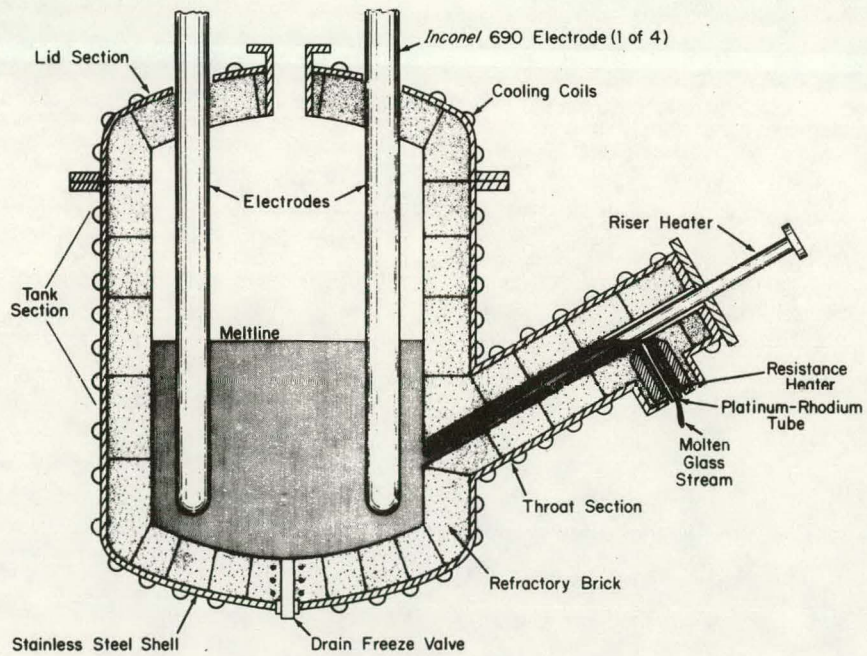 Inconel 690 Electrode (1 of 4)
Lid Section
Cooling Coils
Electrodes
Riser Heater
Tank
Section
Meltline
Resistance
Heater
Platinum-Rhodium
Tube
Molten
Glass
Stream
Throat Section
Refractory Brick
Stainless Steel Shell
Drain Freeze Valve